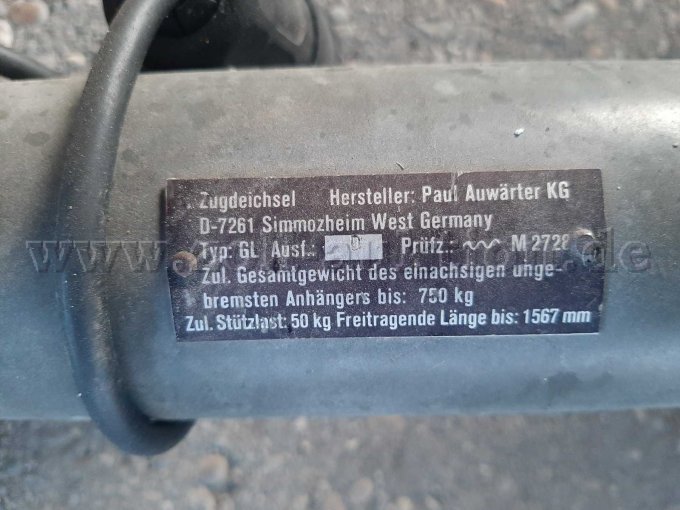 Zugdeichsel Hersteller: Paul Auwärter KG
D-7261 Simmozheim West Germany
Typ: GL Ausf.: D Prüfz.: M 2728
Zul. Gesamtgewicht des einachsigen unge-
bremsten Anhängers bis: 750 kg
Zul. Stützlast: 50 kg Freitragende Länge bis: 1567 mm